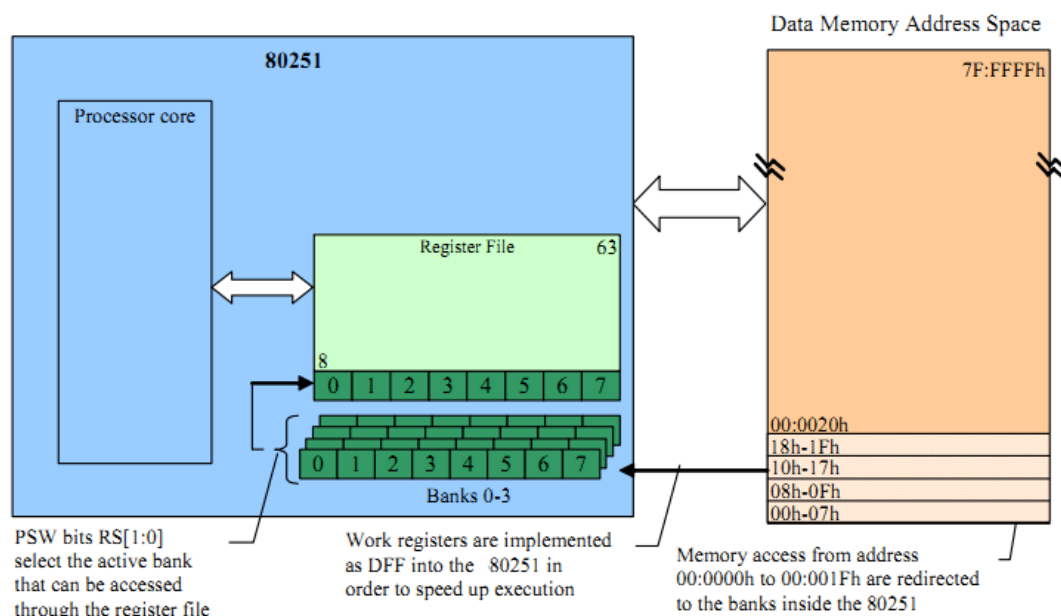 Data Memory Address Space
80251
7F:FFFFh
Processor core
Register File
63
8
0 1 2 3 4 5 6 7
0 1 2 3 4 5 6 7
Banks 0-3
00:0020h
18h-1Fh
10h-17h
08h-0Fh
00h-07h
PSW bits RS[1:0]
select the active bank
that can be accessed
through the register file
Work registers are implemented
as DFF into the 80251 in
order to speed up execution
Memory access from address
00:0000h to 00:001Fh are redirected
to the banks inside the 80251